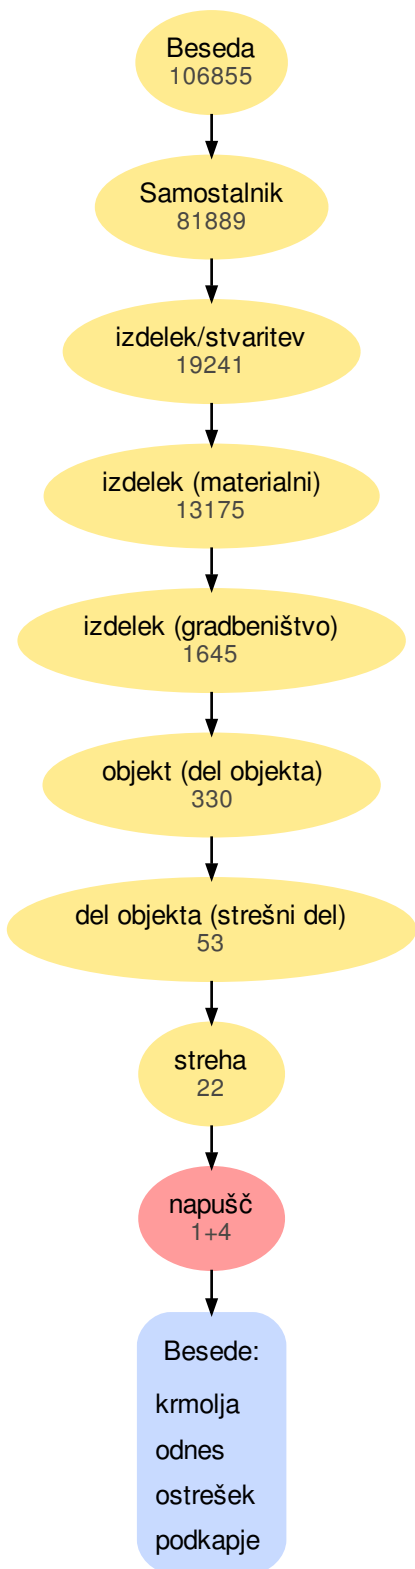 Beseda
106855
Samostalnik
81889
izdelek/stvaritev
19241
izdelek (materialni)
13175
izdelek (gradbeništvo)
1645
objekt (del objekta)
330
del objekta (strešni del)
53
streha
22
napušč
1+4
Besede:
krmolja
odnes
ostrešek
podkapje